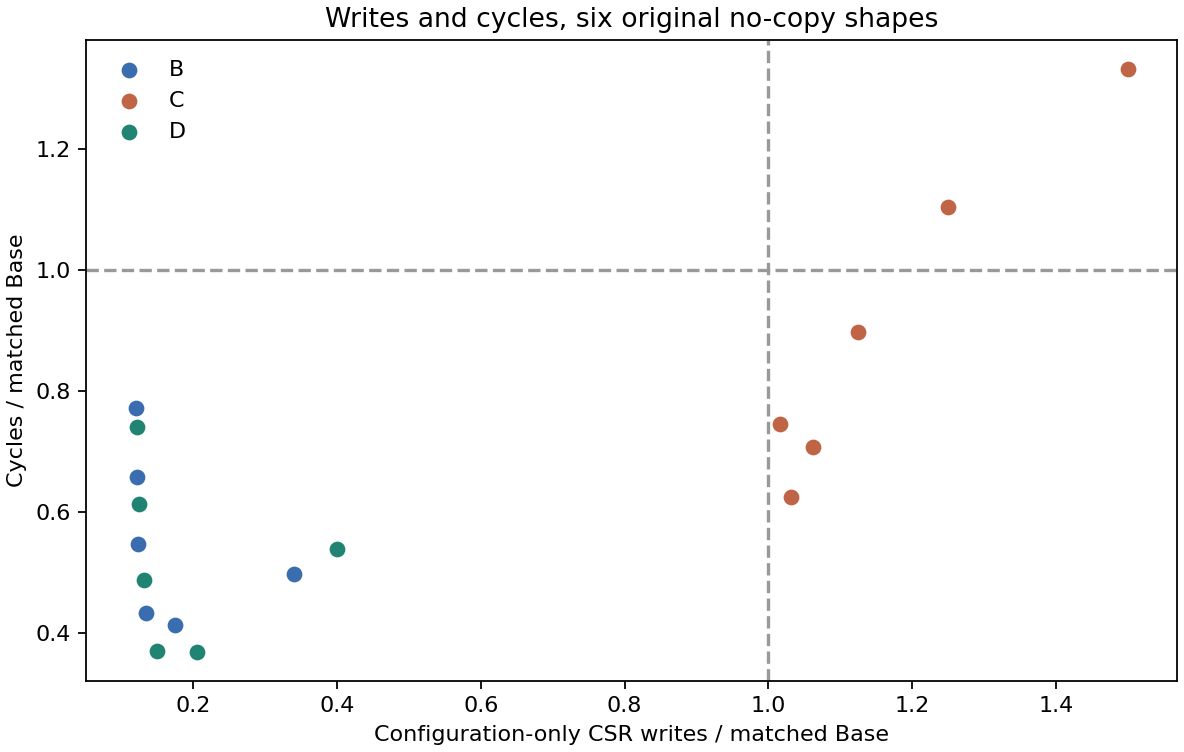 Writes and cycles, six original no-copy shapes
B
C
D
Cycles / matched Base
1.2
1.0
0.8
0.6
0.4
0.2 0.4 0.6 0.8 1.0 1.2 1.4
Configuration-only CSR writes / matched Base